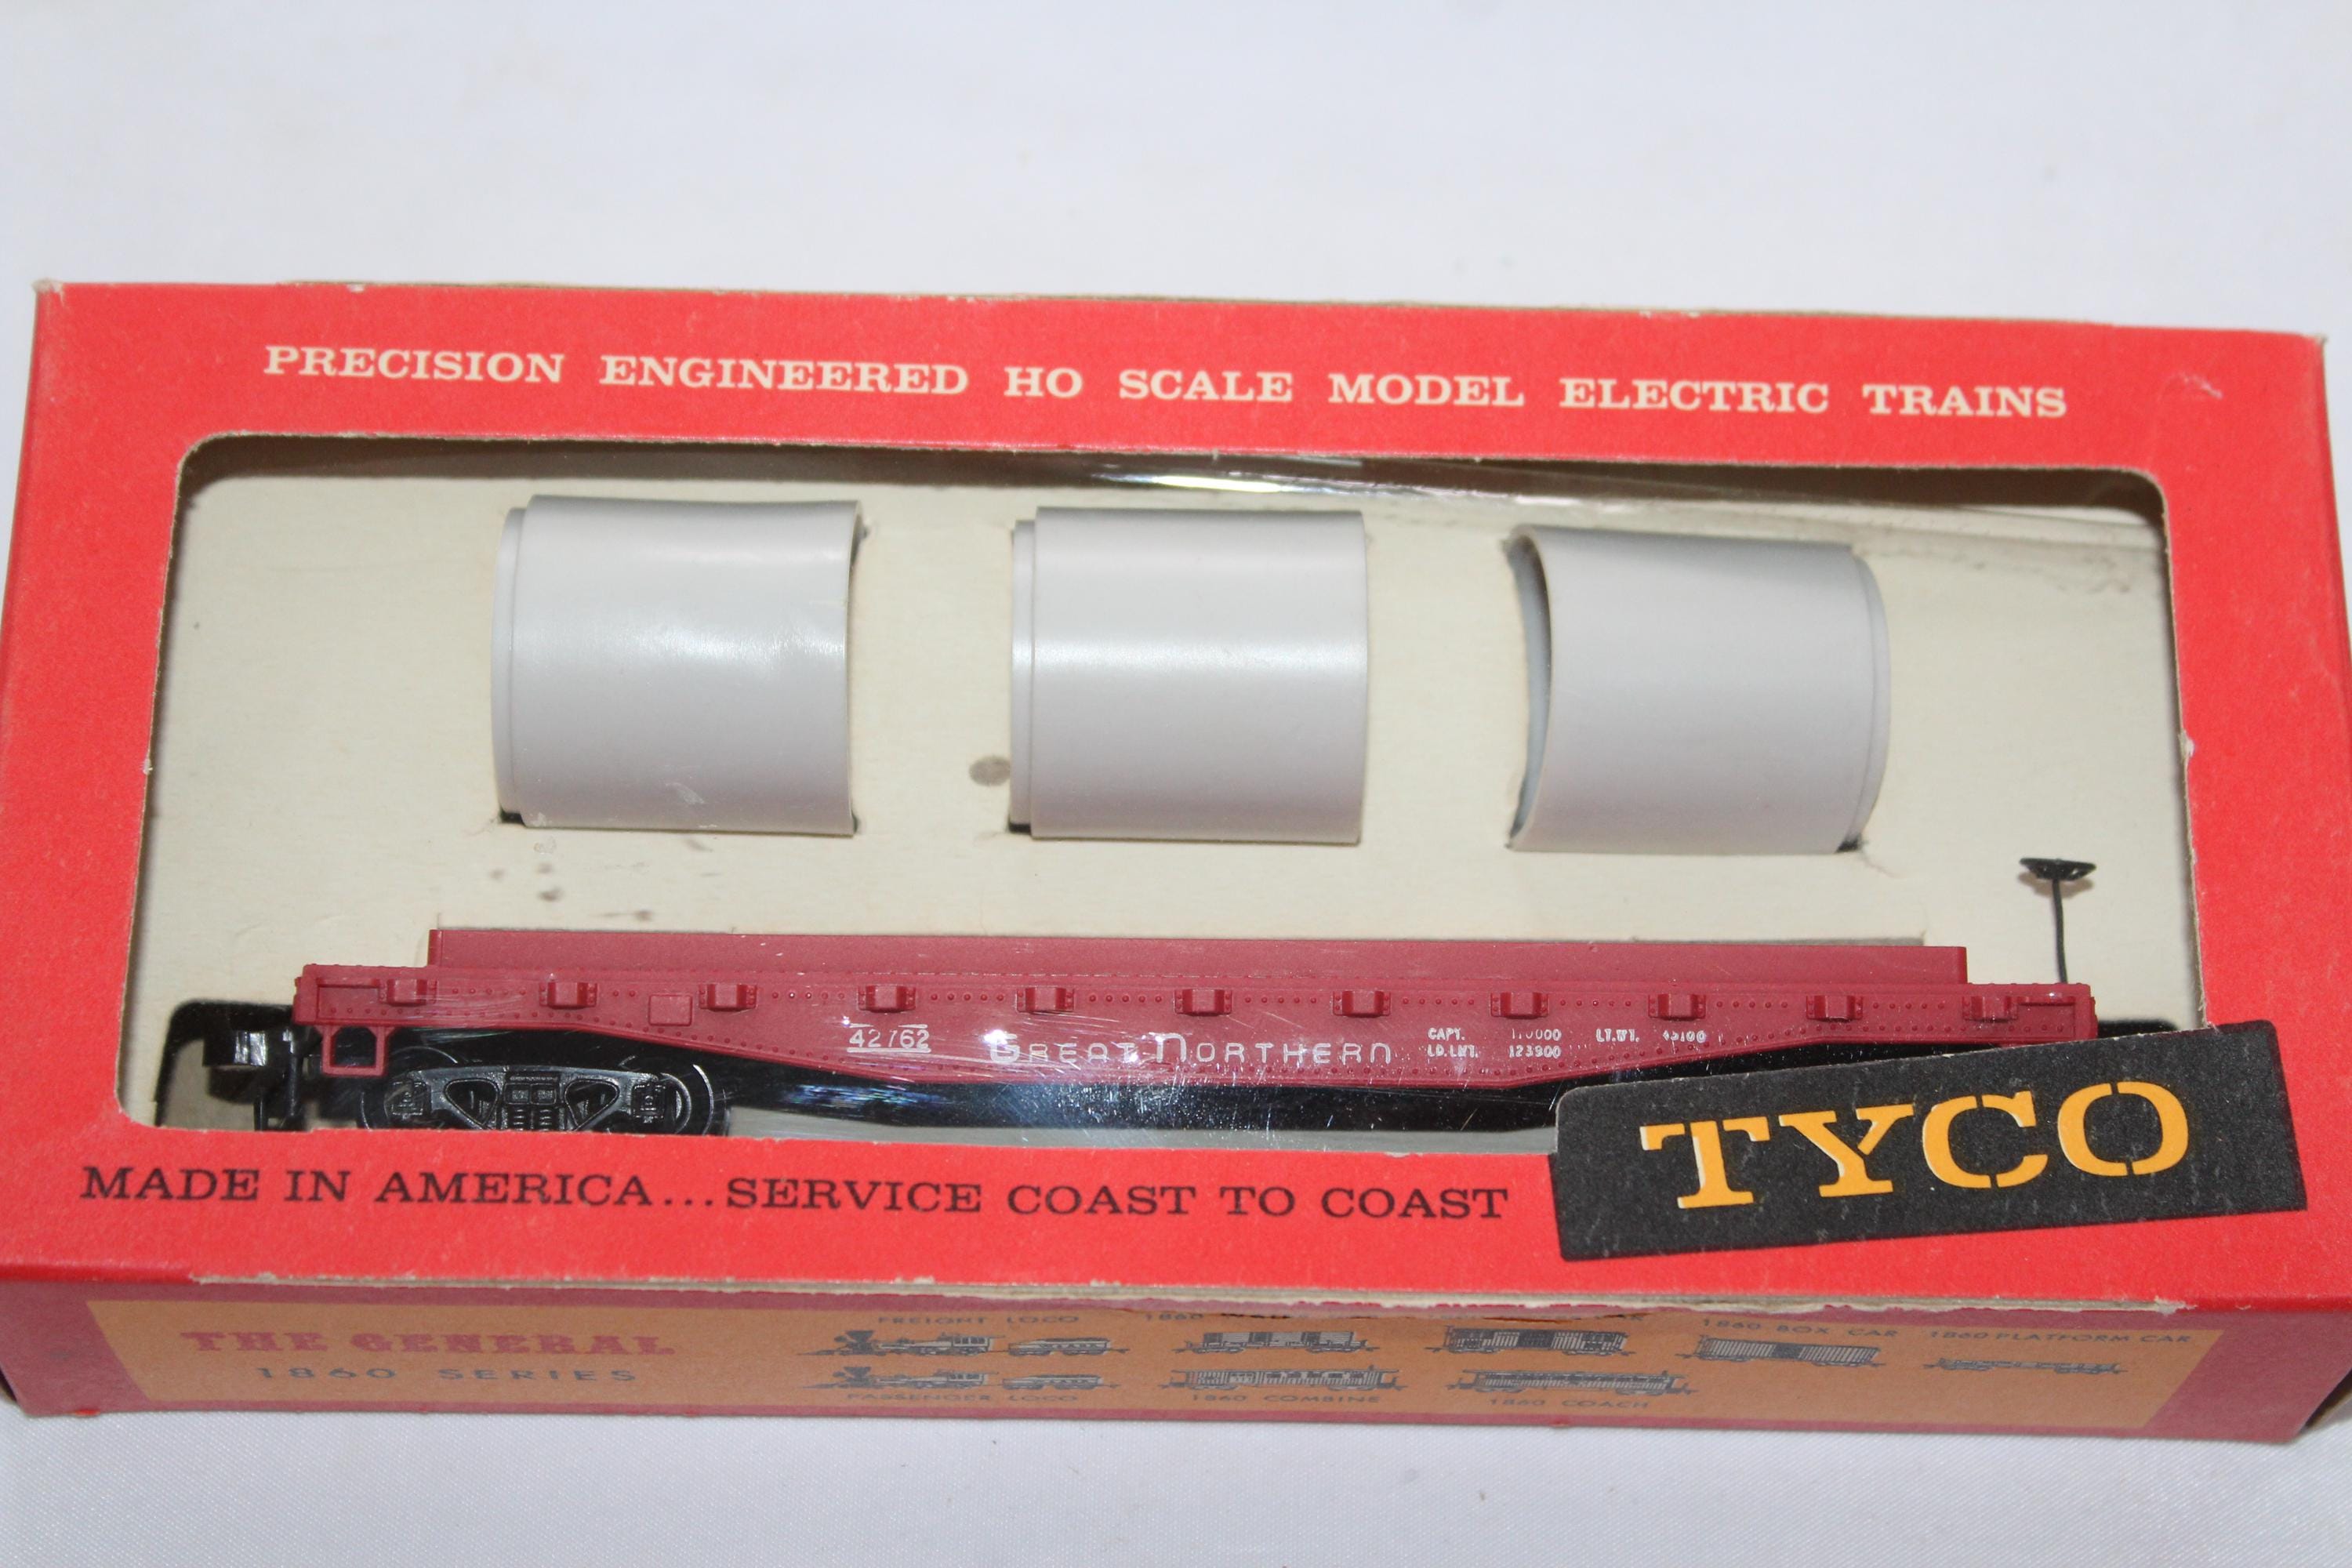 PRECISION ENGINEERED HO SCALE MODEL ELECTRIC TRAINS
42762 GREAT NORTHERN
CAPT. 110000 LT.WT.
LD.LMT. 123900
MADE IN AMERICA...SERVICE COAST TO COAST
TYCO
THE GENERAL
1860 SERIES
FREIGHT LOCO 1860 1860 BOX CAR 1860 PLATFORM CAR
PASSENGER LOCO 1860 COMBINE 1860 COACH